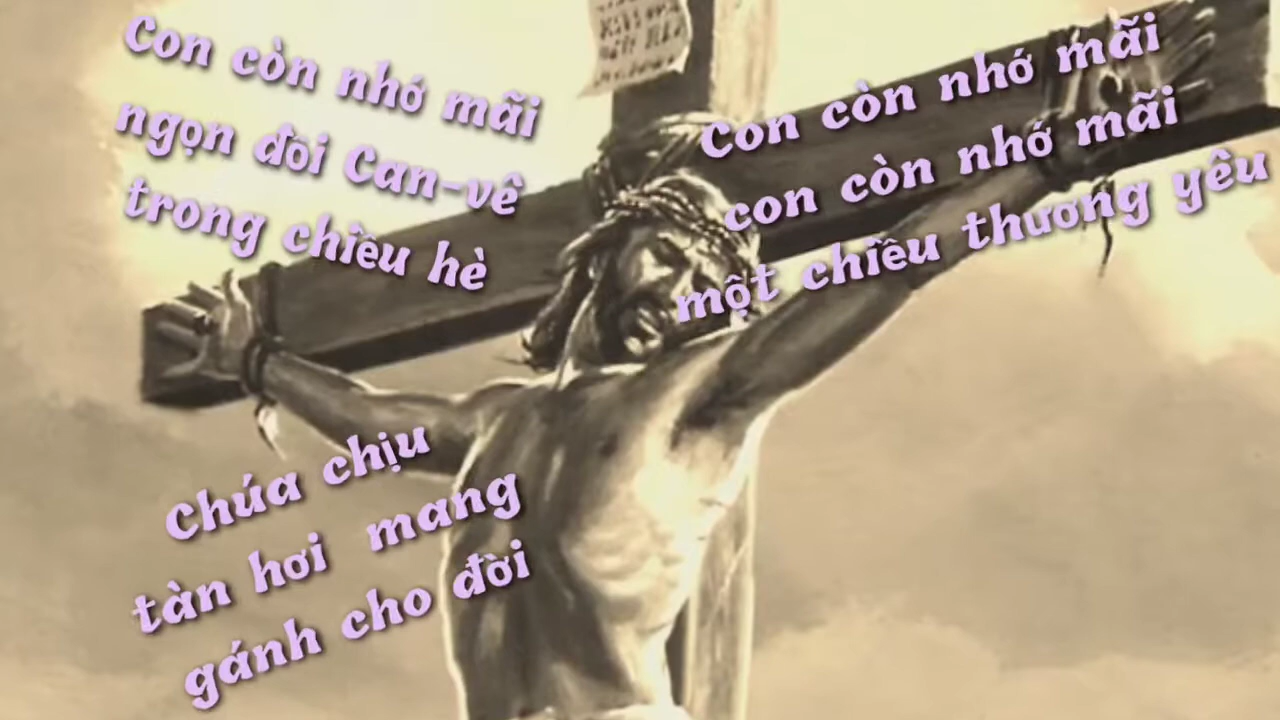 Con còn nhớ mãi
ngọn đồi Can-vê
trong chiều hè
Con còn nhớ mãi
con còn nhớ mãi
một chiều thương yêu
Chúa chịu
tàn hơi mang
gánh cho đời